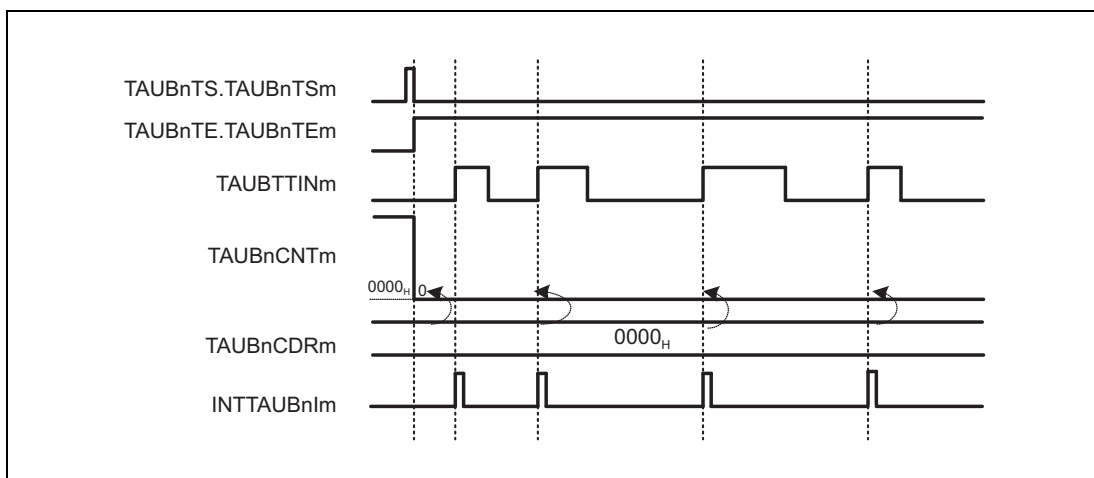 TAUBnTS.TAUBnTSm
TAUBnTE.TAUBnTEm
TAUBTTINm
TAUBnCNTm
0000H 0
TAUBnCDRm
0000H
INTTAUBnIm